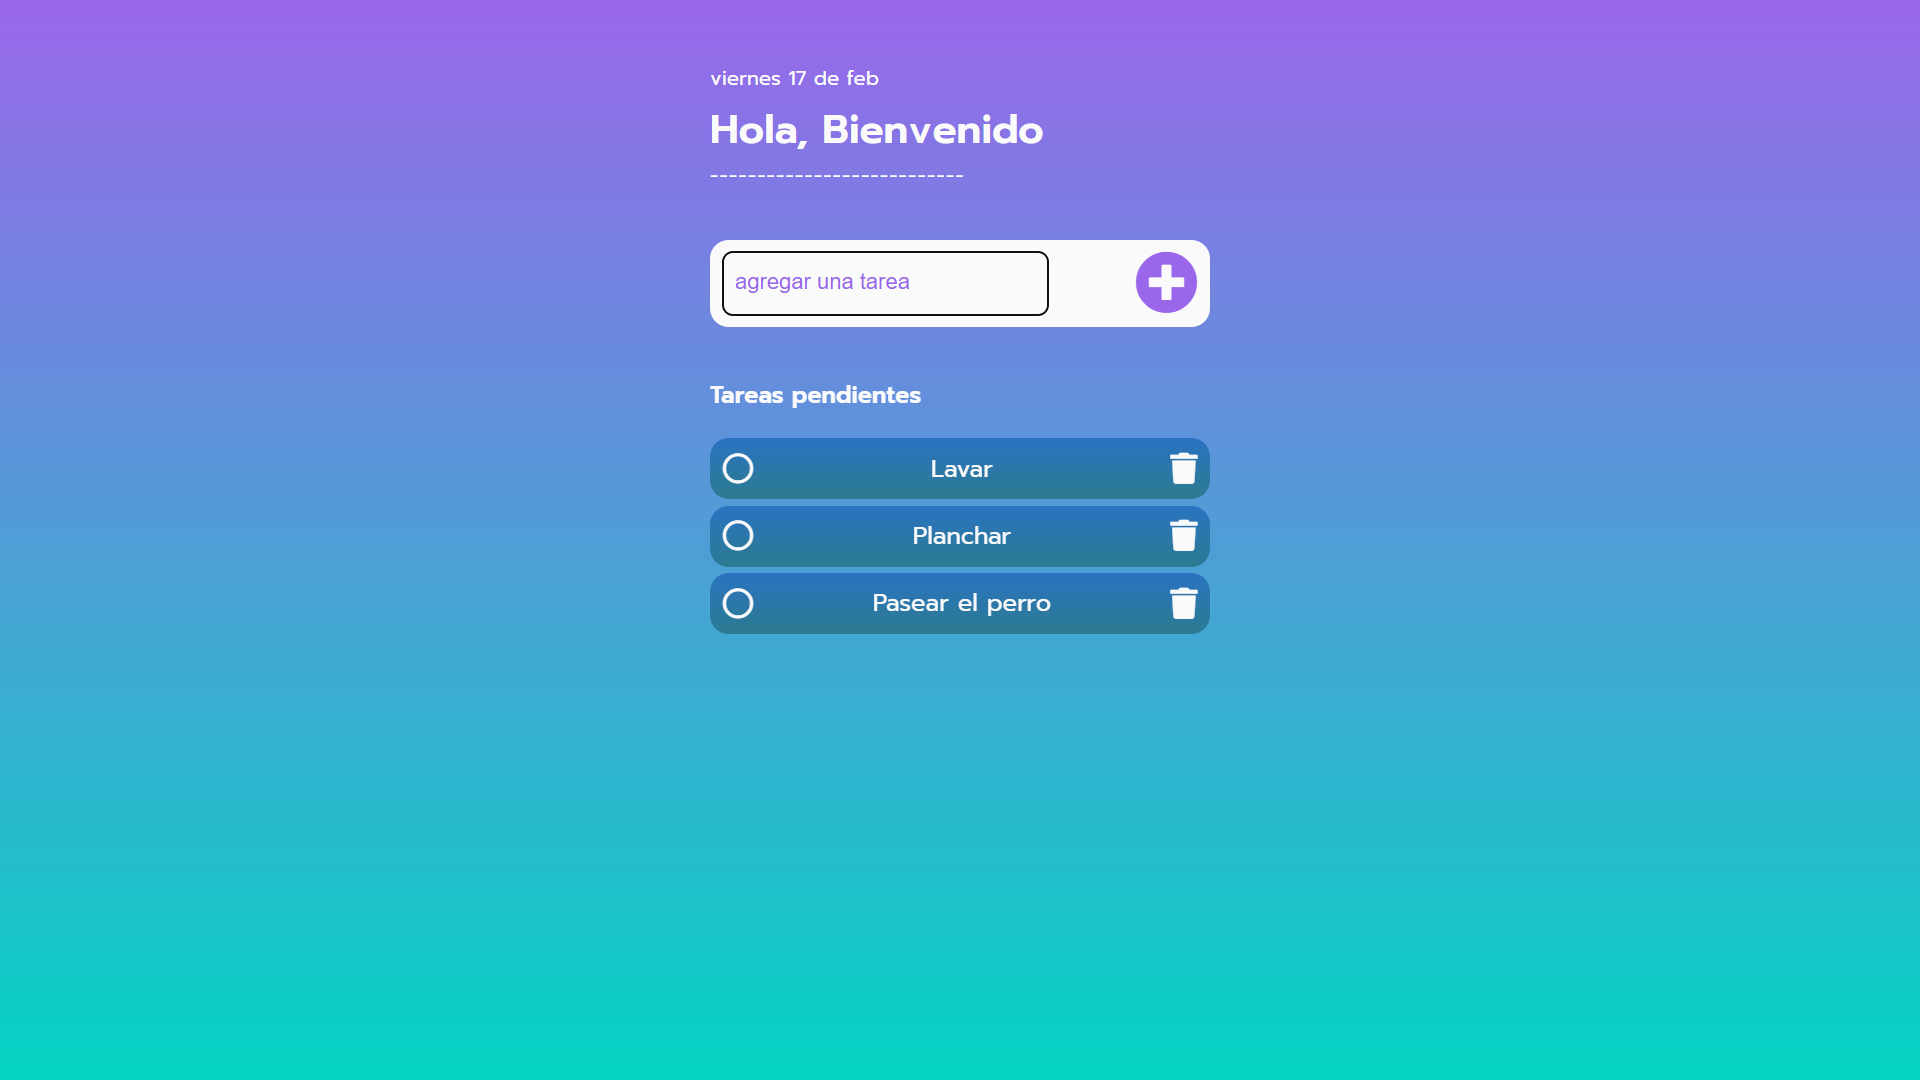 viernes 17 de feb
Hola, Bienvenido
---------------------------
agregar una tarea
Tareas pendientes
Lavar
Planchar
Pasear el perro